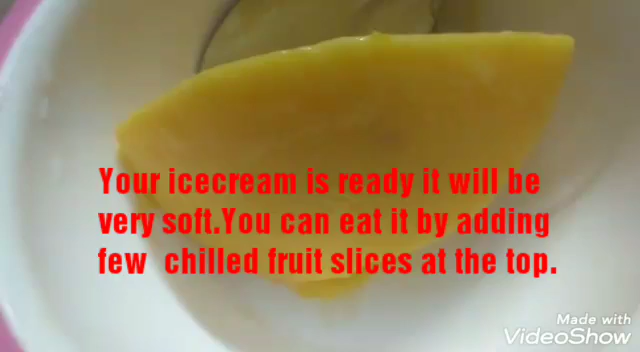 Your icecream is ready it will be
very soft.You can eat it by adding
few  chilled fruit slices at the top.
Made with
VideoShow